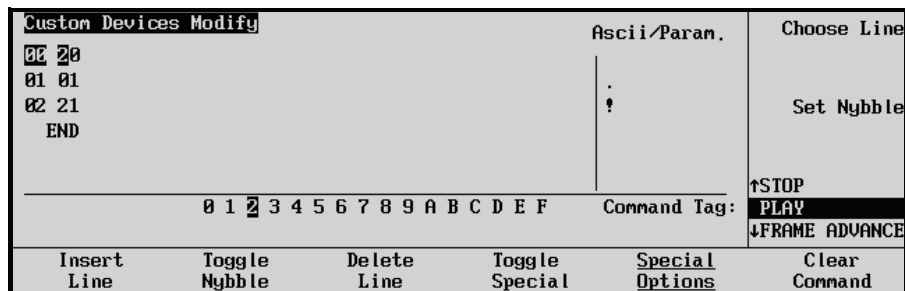 Custom Devices Modify
Ascii/Param.
Choose Line
00 20
01 01
.
02 21
!
Set Nybble
END
↑STOP
0 1 2 3 4 5 6 7 8 9 A B C D E F
Command Tag:
PLAY
↓FRAME ADVANCE
Insert Line
Toggle Nybble
Delete Line
Toggle Special
Special Options
Clear Command